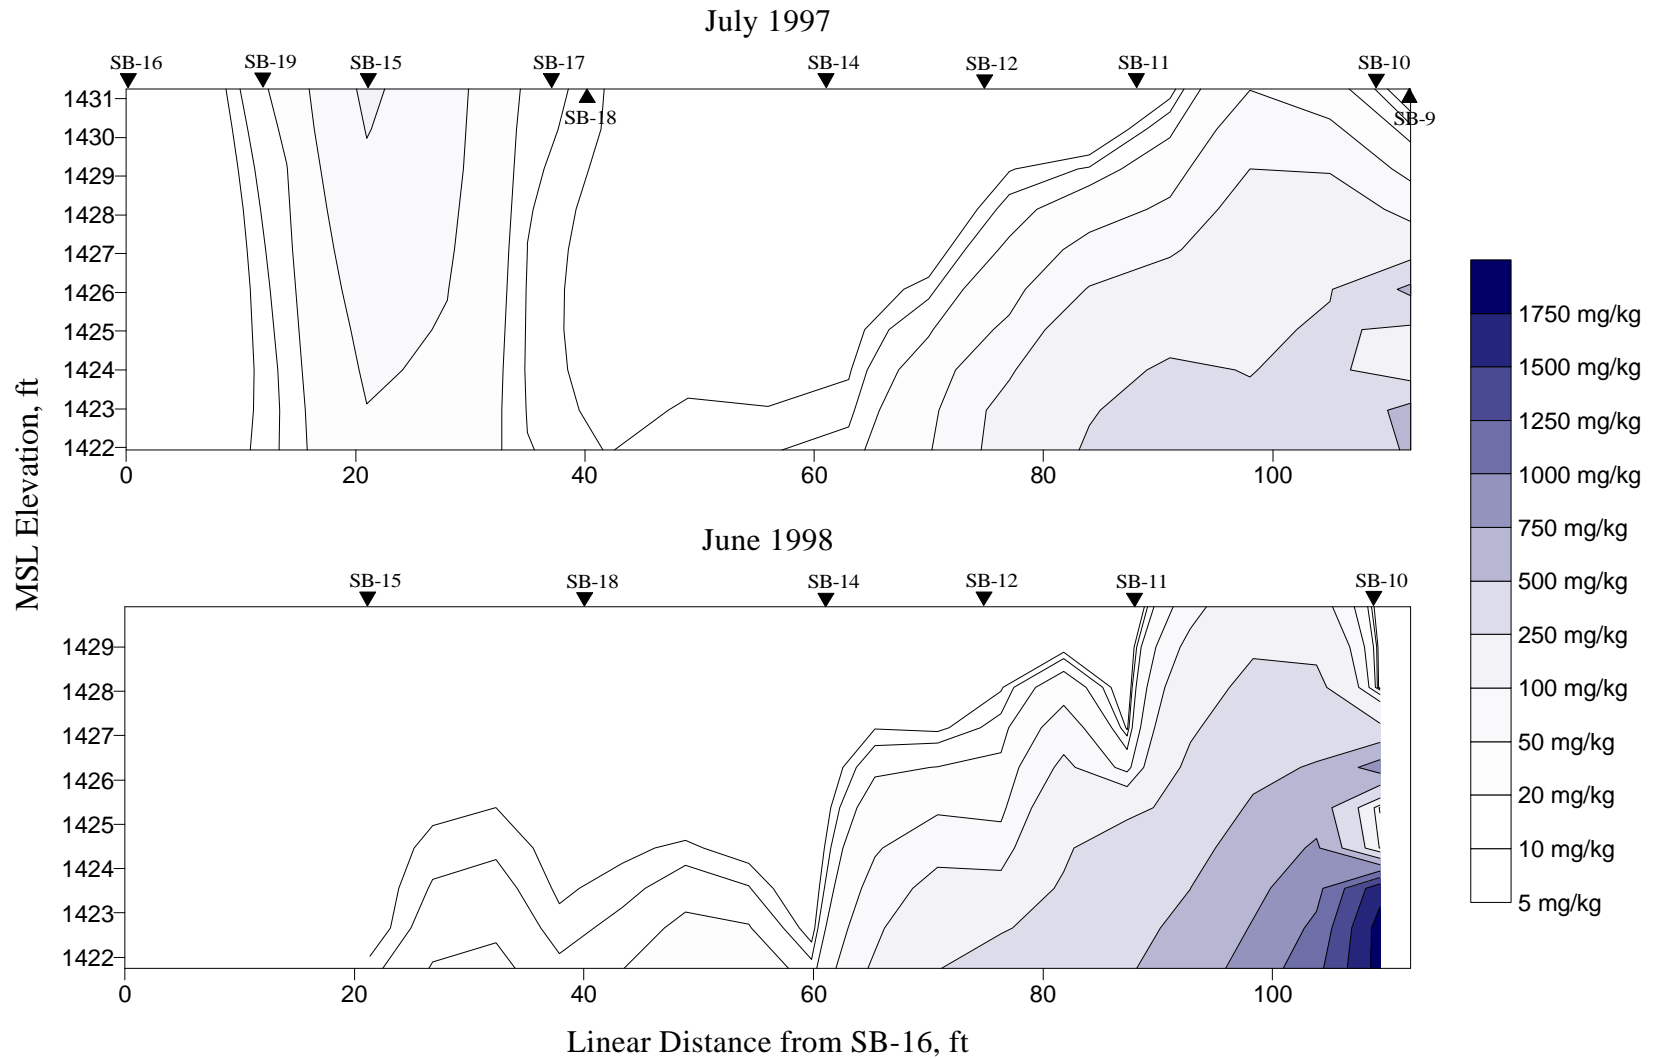 July 1997
SB-16 SB-19 SB-15 SB-17 SB-14 SB-12 SB-11 SB-10
SB-18 SB-9
1431
1430
1429
1428
1427
1426
1425
1424
1423
1422
0 20 40 60 80 100
MSL Elevation, ft
June 1998
SB-15 SB-18 SB-14 SB-12 SB-11 SB-10
1429
1428
1427
1426
1425
1424
1423
1422
0 20 40 60 80 100
Linear Distance from SB-16, ft
1750 mg/kg
1500 mg/kg
1250 mg/kg
1000 mg/kg
750 mg/kg
500 mg/kg
250 mg/kg
100 mg/kg
50 mg/kg
20 mg/kg
10 mg/kg
5 mg/kg